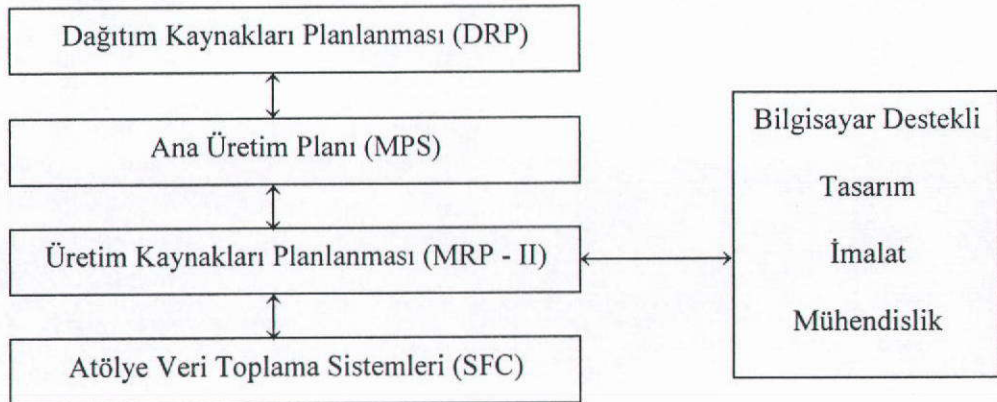 Dağıtım Kaynakları Planlanması (DRP)
Ana Üretim Planı (MPS)
Üretim Kaynakları Planlanması (MRP - II)
Atölye Veri Toplama Sistemleri (SFC)
Bilgisayar Destekli
Tasarım
İmalat
Mühendislik